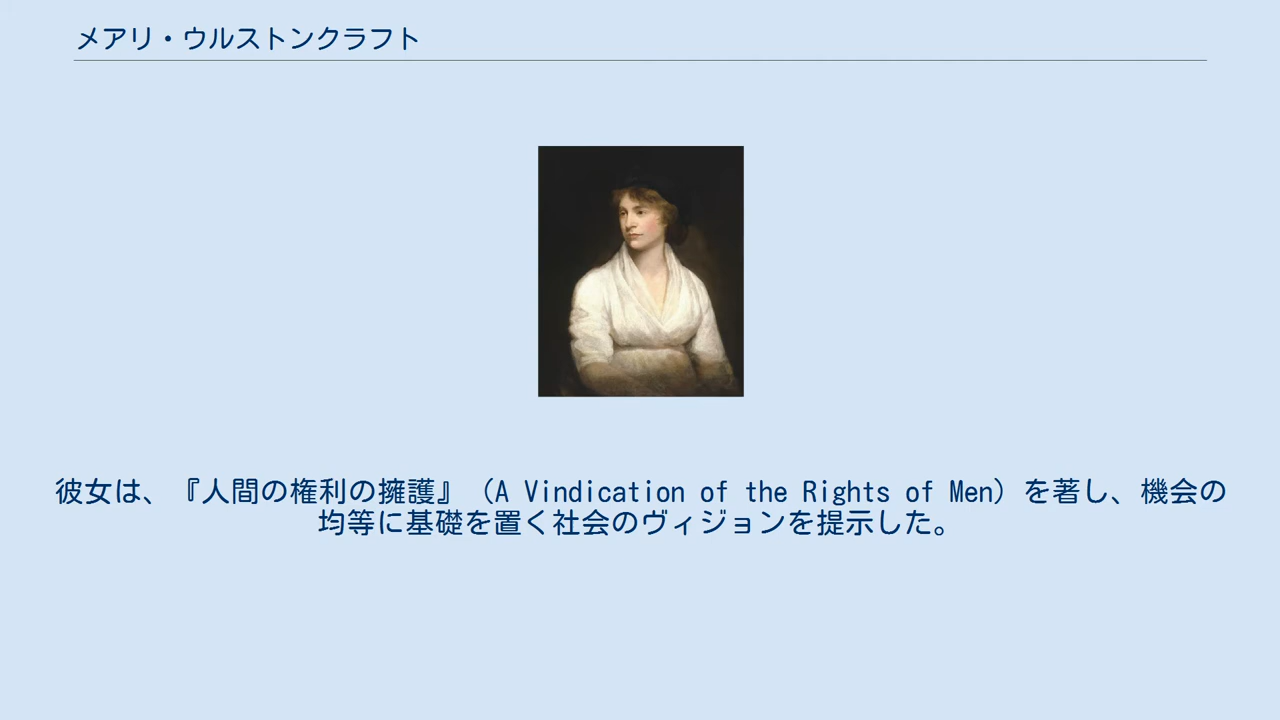 メアリ・ウルストンクラフト
彼女は、『人間の権利の擁護』（A Vindication of the Rights of Men）を著し、機会の
均等に基礎を置く社会のヴィジョンを提示した。